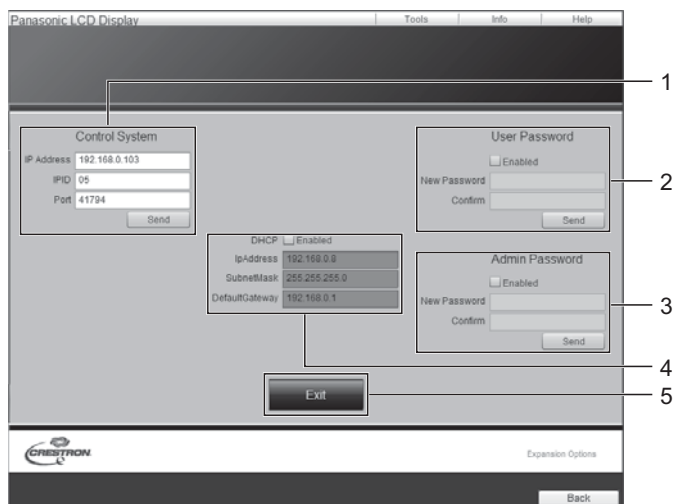 Panasonic LCD Display
Tools Info Help
1
Control System
IP Address 192.168.0.103
IPID 05
Port 41794
Send
User Password
Enabled
New Password
Confirm
Send
2
DHCP Enabled
IpAddress 192.168.0.8
SubnetMask 255.255.255.0
DefaultGateway 192.168.0.1
Admin Password
Enabled
New Password
Confirm
Send
3
4
Exit
5
CRESTRON
Expansion Options
Back